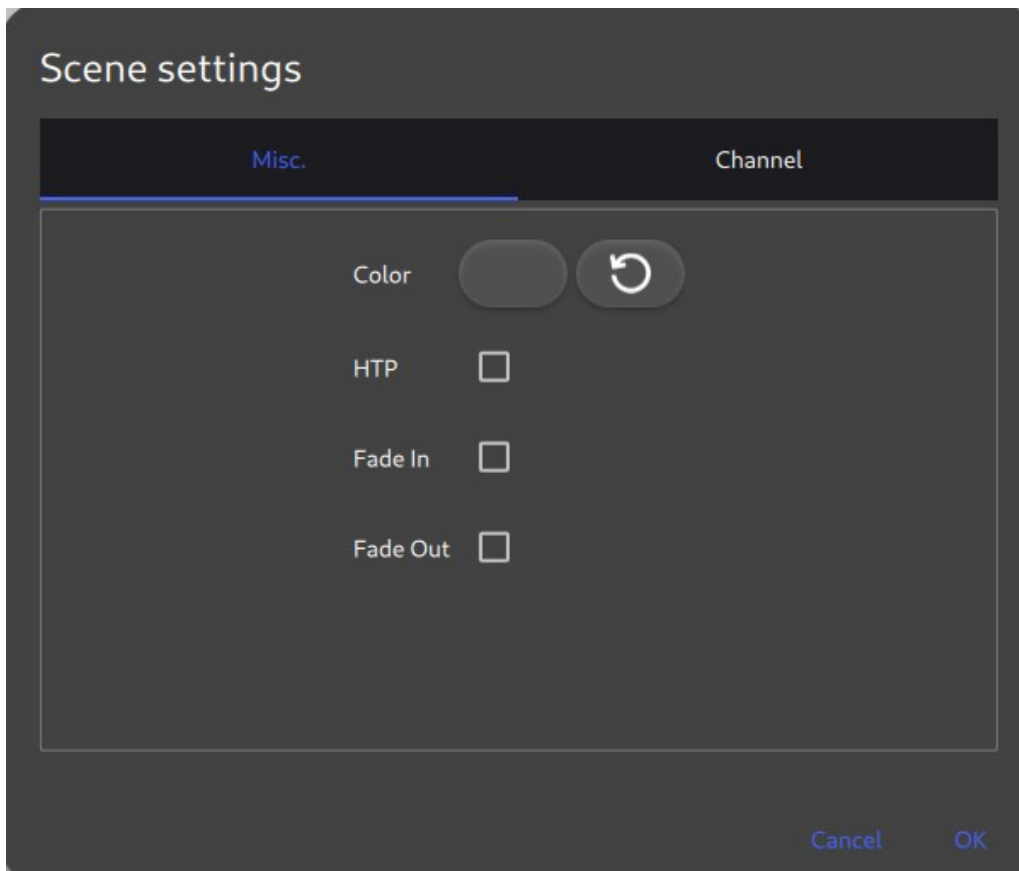 Scene settings
Misc. Channel
Color
HTP
Fade In
Fade Out
Cancel OK